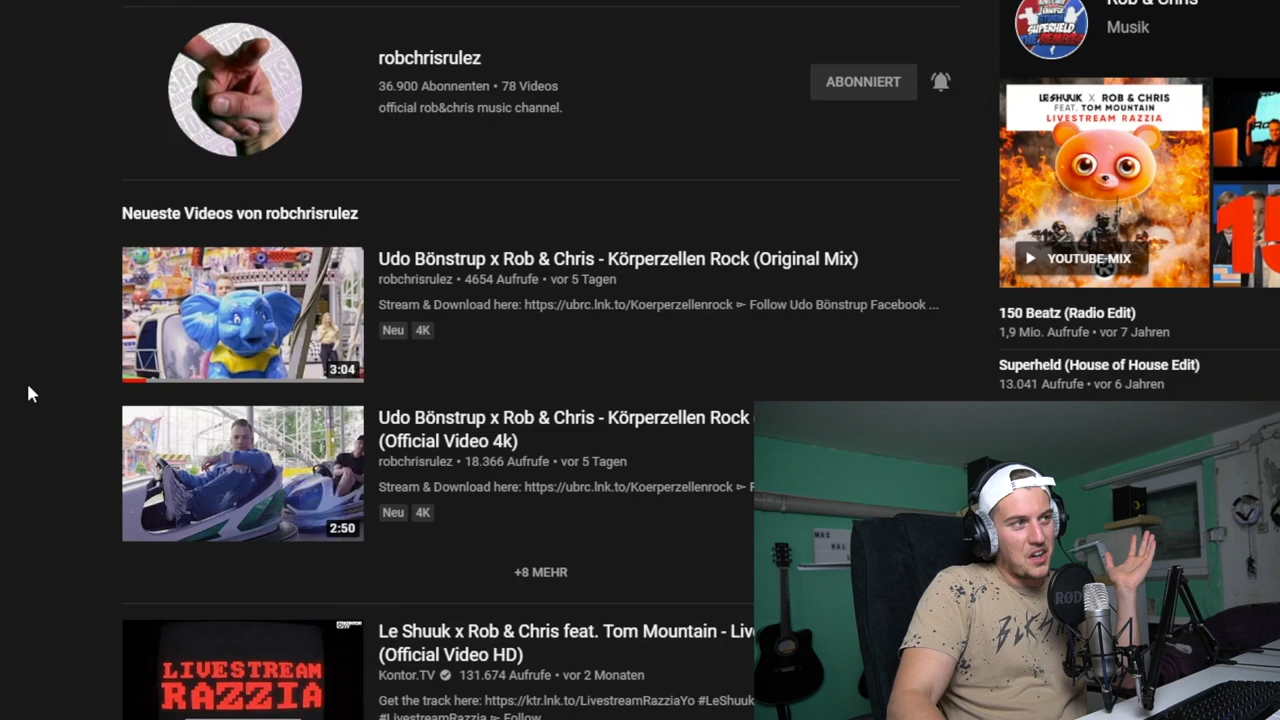 robchrisrulez
36.900 Abonnenten • 78 Videos
official rob&chris music channel.
ABONNIERT
Neueste Videos von robchrisrulez
Udo Bönstrup x Rob & Chris - Körperzellen Rock (Original Mix)
robchrisrulez • 4654 Aufrufe • vor 5 Tagen
Stream & Download here: https://ubrc.lnk.to/Koerperzellenrock ► Follow Udo Bönstrup Facebook ...
Neu 4K
3:04
Udo Bönstrup x Rob & Chris - Körperzellen Rock
(Official Video 4k)
robchrisrulez • 18.366 Aufrufe • vor 5 Tagen
Stream & Download here: https://ubrc.lnk.to/Koerperzellenrock ► F
Neu 4K
2:50
+8 MEHR
LIVESTREAM
RAZZIA
Le Shuuk x Rob & Chris feat. Tom Mountain - Liv
(Official Video HD)
Kontor.TV 131.674 Aufrufe • vor 2 Monaten
Get the track here: https://ktr.lnk.to/LivestreamRazziaYo #LeShuuk
#LivestreamRazzia ► Follow
Rob & Chris
Musik
SUPERHELD
LE SHUUK X ROB & CHRIS
FEAT. TOM MOUNTAIN
LIVESTREAM RAZZIA
YOUTUBE-MIX
15
150 Beatz (Radio Edit)
1,9 Mio. Aufrufe • vor 7 Jahren
Superheld (House of House Edit)
13.041 Aufrufe • vor 6 Jahren
RØDE